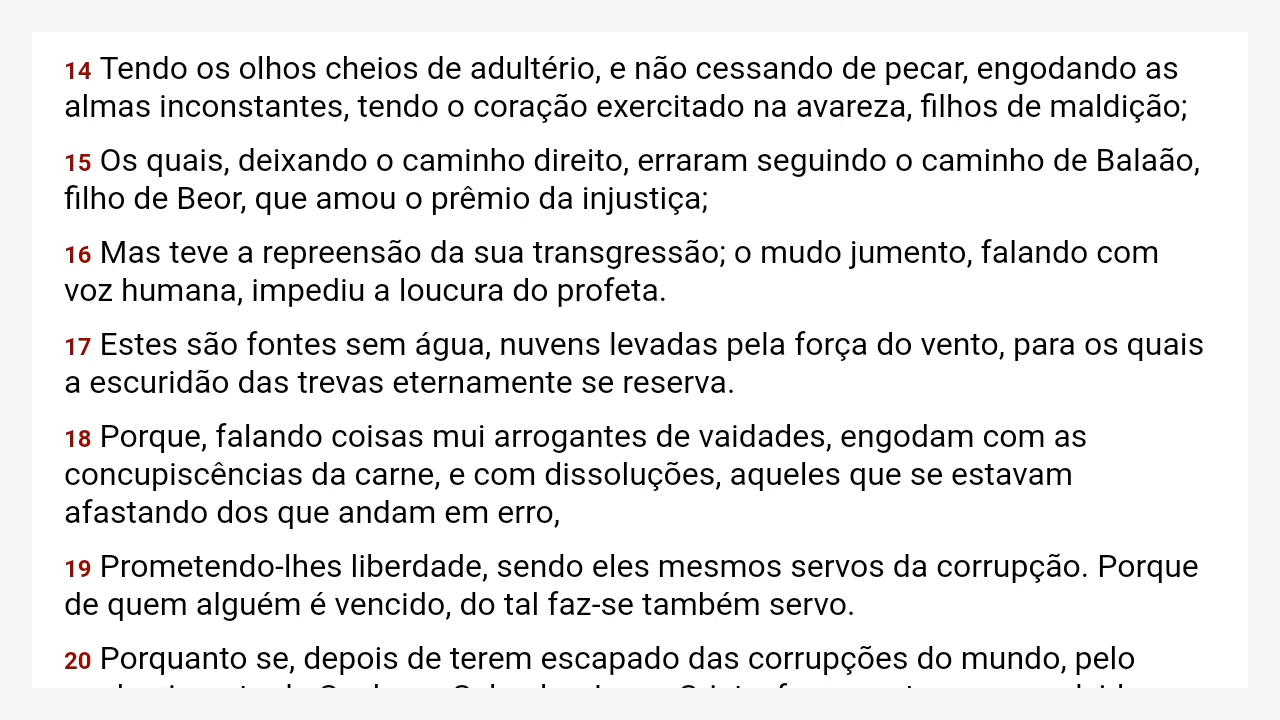 14 Tendo os olhos cheios de adultério, e não cessando de pecar, engodando as
almas inconstantes, tendo o coração exercitado na avareza, filhos de maldição;
15 Os quais, deixando o caminho direito, erraram seguindo o caminho de Balaão,
filho de Beor, que amou o prêmio da injustiça;
16 Mas teve a repreensão da sua transgressão; o mudo jumento, falando com
voz humana, impediu a loucura do profeta.
17 Estes são fontes sem água, nuvens levadas pela força do vento, para os quais
a escuridão das trevas eternamente se reserva.
18 Porque, falando coisas mui arrogantes de vaidades, engodam com as
concupiscências da carne, e com dissoluções, aqueles que se estavam
afastando dos que andam em erro,
19 Prometendo-lhes liberdade, sendo eles mesmos servos da corrupção. Porque
de quem alguém é vencido, do tal faz-se também servo.
20 Porquanto se, depois de terem escapado das corrupções do mundo, pelo